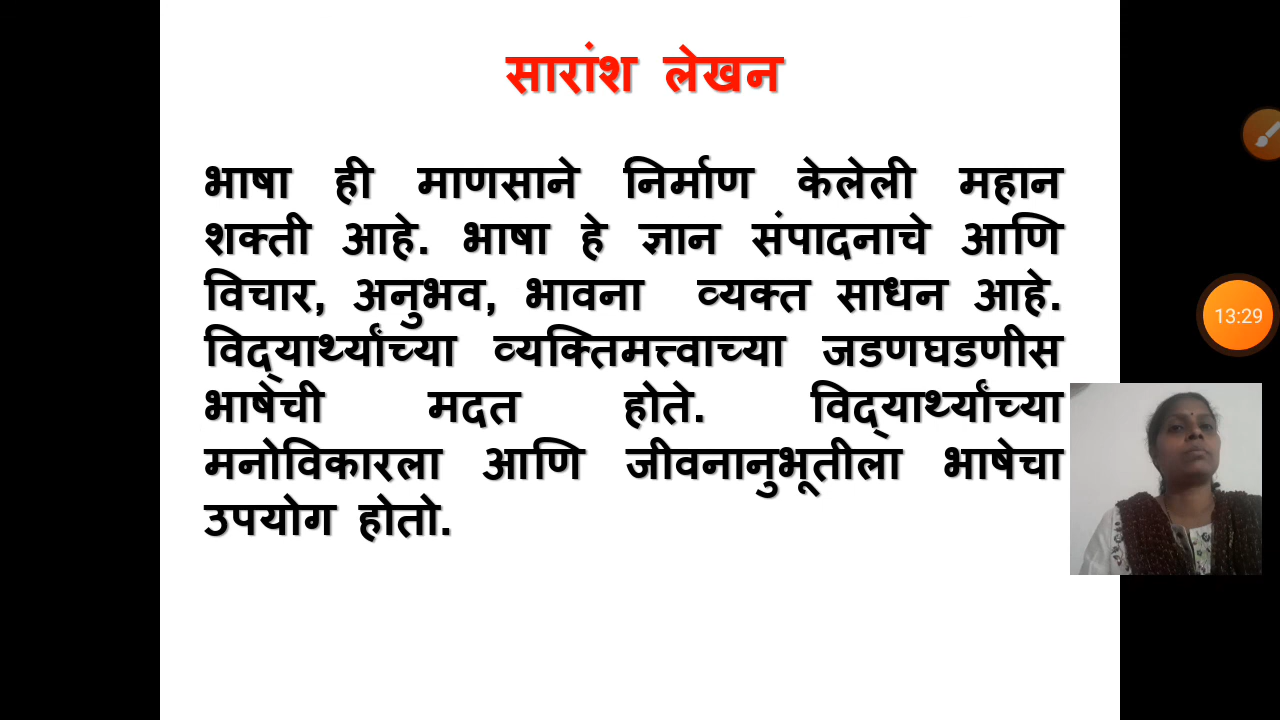 सारांश लेखन
भाषा ही माणसाने निर्माण केलेली महान
शक्ती आहे. भाषा हे ज्ञान संपादनाचे आणि
विचार, अनुभव, भावना व्यक्त साधन आहे.
विद्‌यार्थ्यांच्या व्यक्तिमत्त्वाच्या जडणघडणीस
भाषेची मदत होते. विद्‌यार्थ्यांच्या
मनोविकारला आणि जीवनानुभूतीला भाषेचा
उपयोग होतो.
13:29